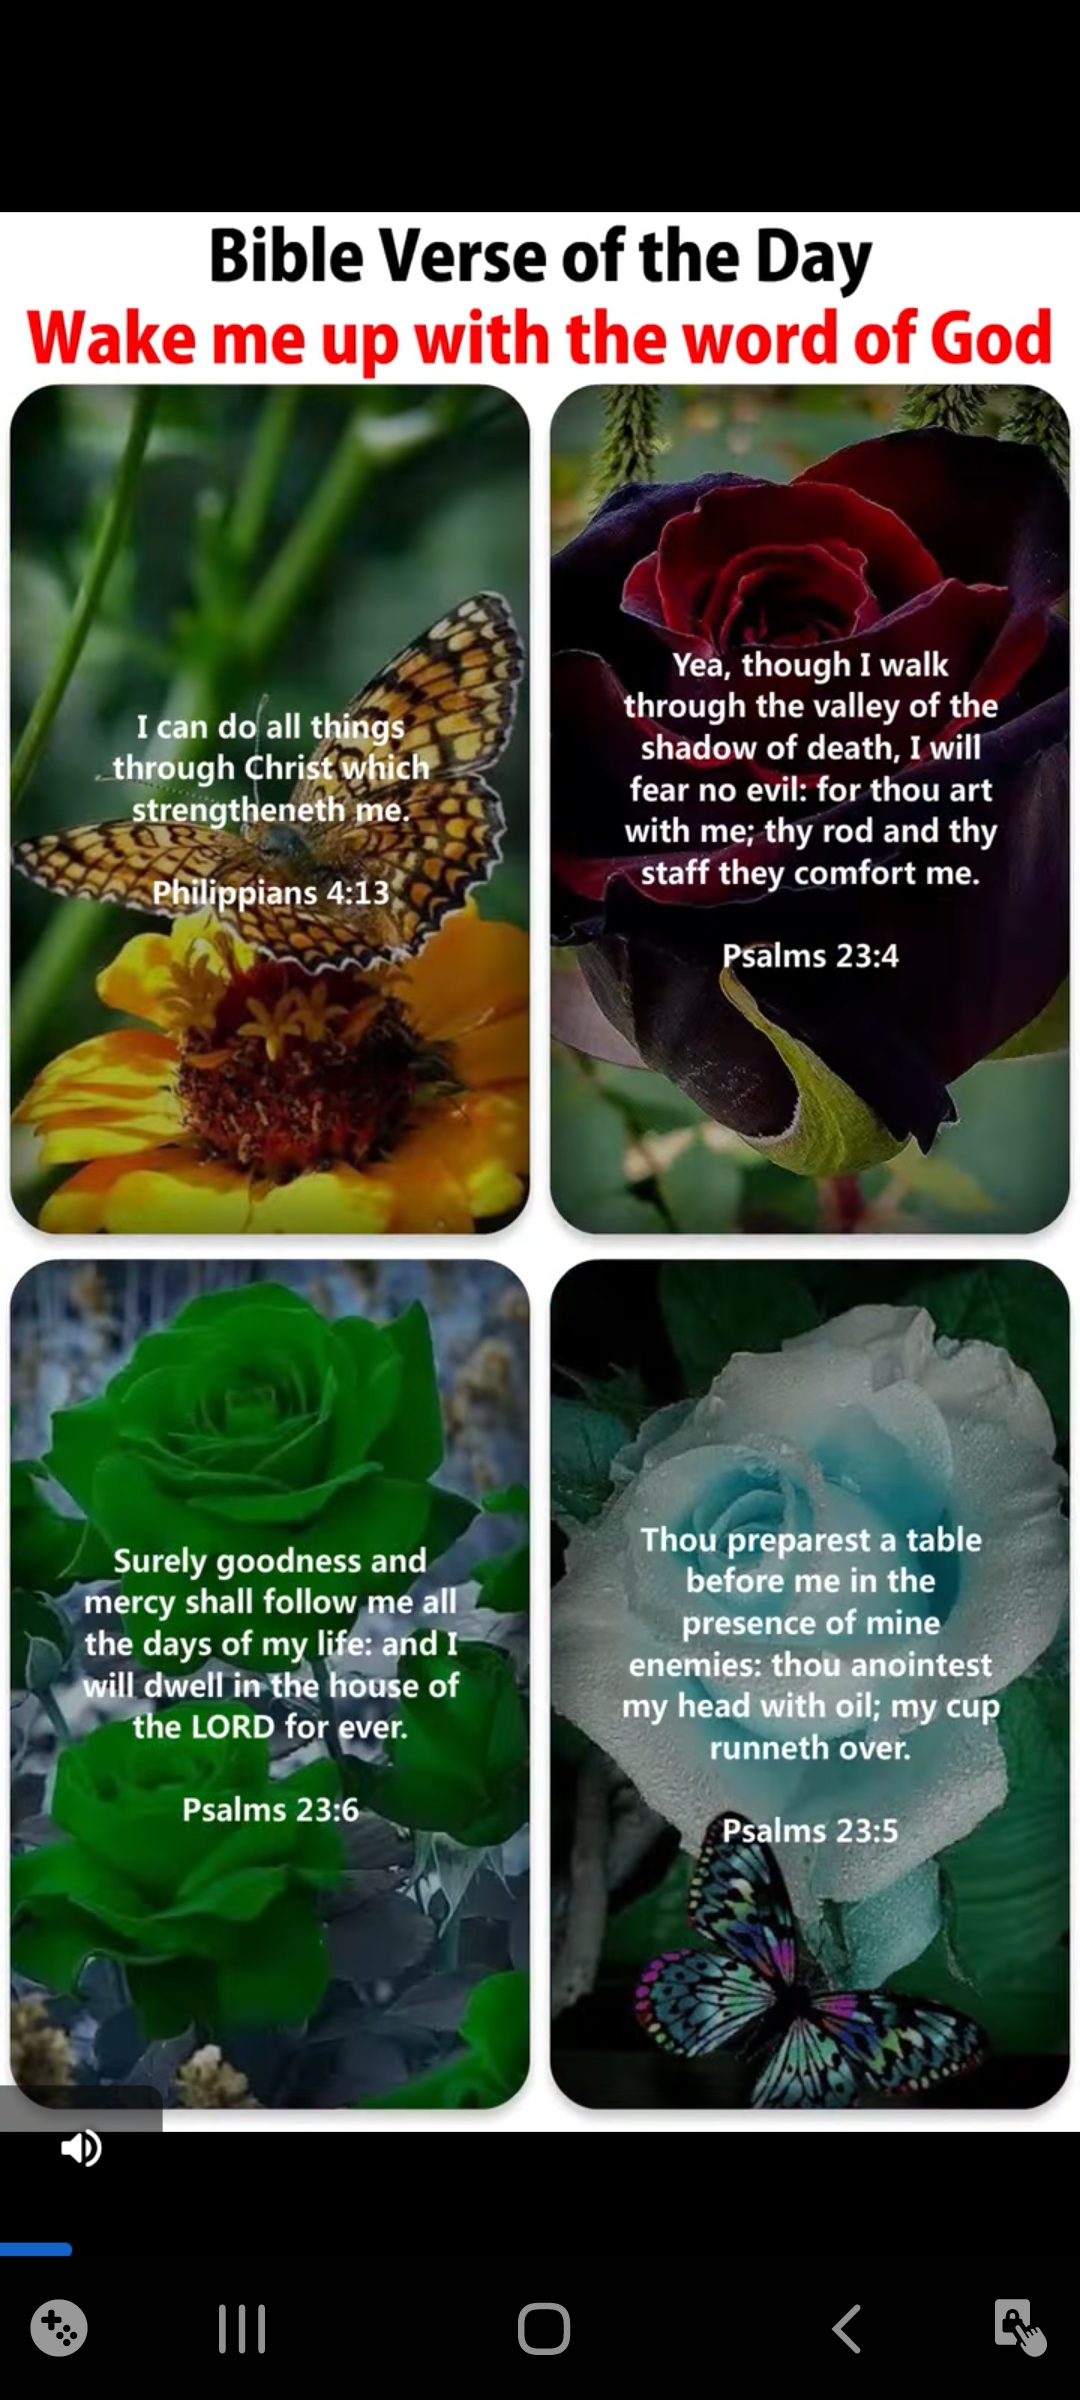 Bible Verse of the Day
Wake me up with the word of God
I can do all things
through Christ which
strengtheneth me.
Philippians 4:13
Yea, though I walk
through the valley of the
shadow of death, I will
fear no evil: for thou art
with me; thy rod and thy
staff they comfort me.
Psalms 23:4
Surely goodness and
mercy shall follow me all
the days of my life: and I
will dwell in the house of
the LORD for ever.
Psalms 23:6
Thou preparest a table
before me in the
presence of mine
enemies: thou anointest
my head with oil; my cup
runneth over.
Psalms 23:5